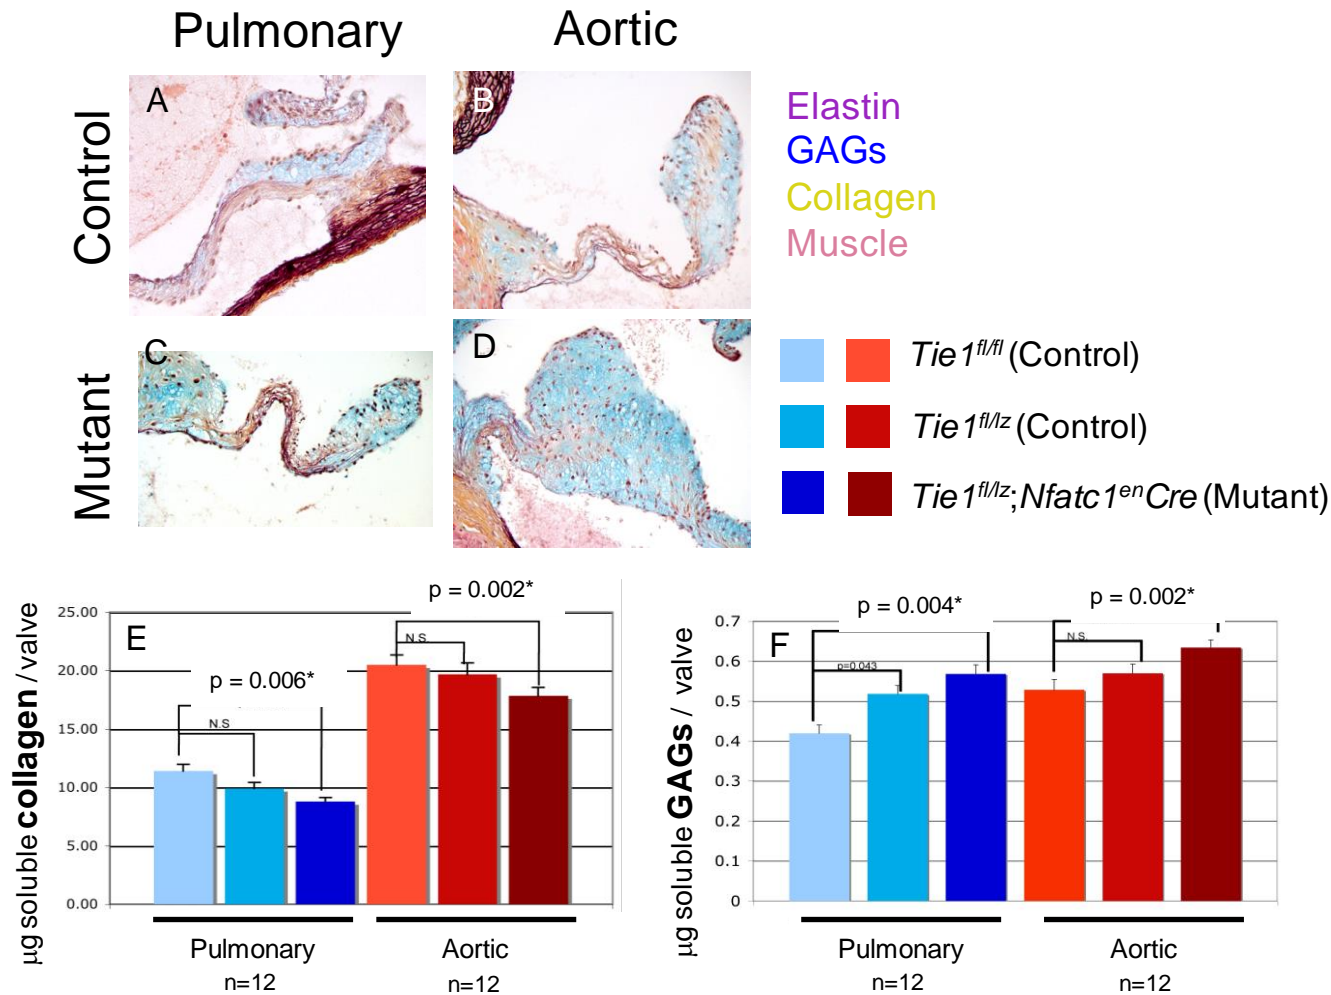 Pulmonary
Aortic
Control
Mutant
A
B
C
D
Elastin
GAGs
Collagen
Muscle
Tie1fl/fl (Control)
Tie1fl/lz (Control)
Tie1fl/lz;Nfatc1enCre (Mutant)
E
µg soluble collagen / valve
25.00
20.00
15.00
10.00
5.00
0.00
p = 0.006*
N.S
p = 0.002*
N.S.
Pulmonary
n=12
Aortic
n=12
F
µg soluble GAGs / valve
0.7
0.6
0.5
0.4
0.3
0.2
0.1
0
p = 0.004*
p=0.043
p = 0.002*
N.S.
Pulmonary
n=12
Aortic
n=12